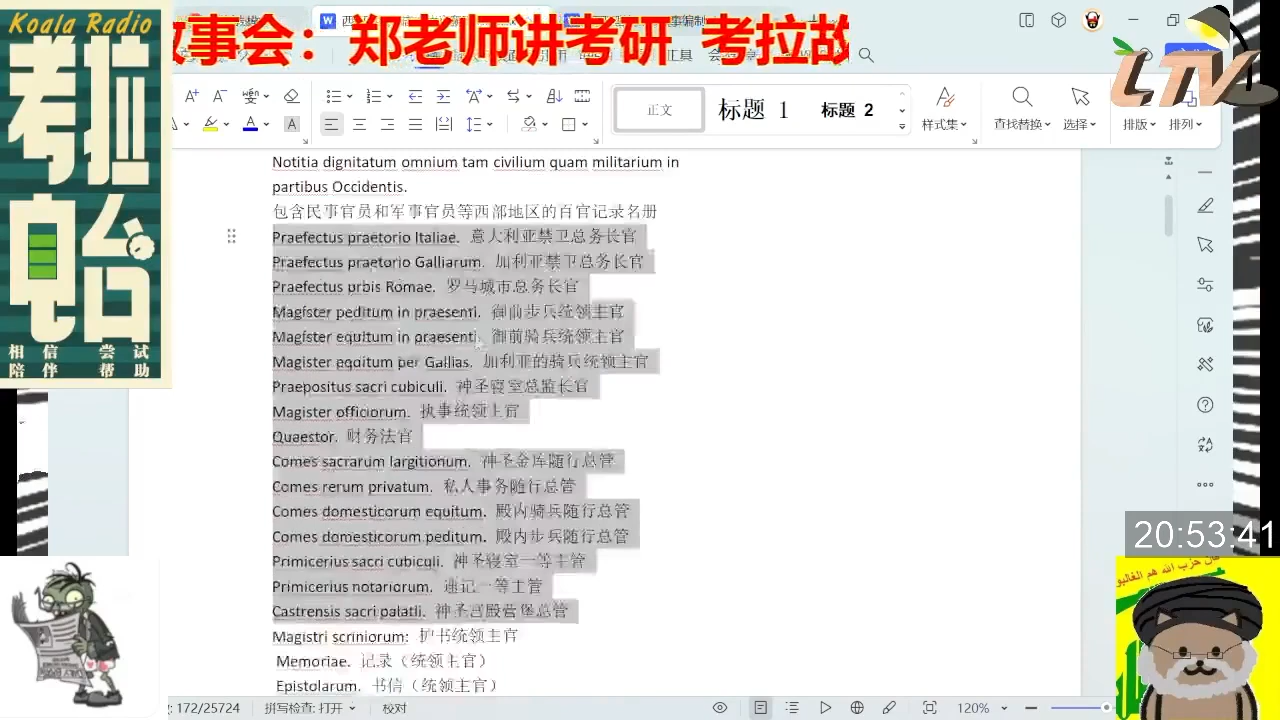 Koala Radio
考拉电台
相信 尝试
陪伴 帮助
故事会：郑老师讲考研 考拉故
LTV
正文
标题 1
标题 2
样式集
查找替换
选择
排版
排列
Notitia dignitatum omnium tam civilium quam militarium in
partibus Occidentis.
包含民事官员和军事官员等西部地区的百官记录名册
Praefectus praetorio Italiae. 意大利亚禁卫总务长官
Praefectus praetorio Galliarum. 加利亚禁卫总务长官
Praefectus prbis Romae. 罗马城市总务长官
Magister peditum in praesenti. 御前步兵统领主官
Magister equitum in praesenti. 御前骑兵统领主官
Magister equitum per Gallias. 加利亚的骑兵统领主官
Praepositus sacri cubiculi. 神圣寝室总监长官
Magister officiorum. 执事统领主官
Quaestor. 财务法官
Comes sacrarum largitionum. 神圣金库随行总管
Comes rerum privatum. 私人事务随行总管
Comes domesticorum equitum. 殿内骑兵随行总管
Comes domesticorum peditum. 殿内步兵随行总管
Primicerius sacri cubiculi. 神圣寝室一等主管
Primicerius notariorum. 速记一等主管
Castrensis sacri palatii. 神圣宫殿营堡总管
Magistri scriniorum: 护书统领主官
Memoriae. 记录（统领主官）
Epistolarum. 书信（统领主官）
20:53:41
: 172/25724
拼写检查: 打开
校对
120%